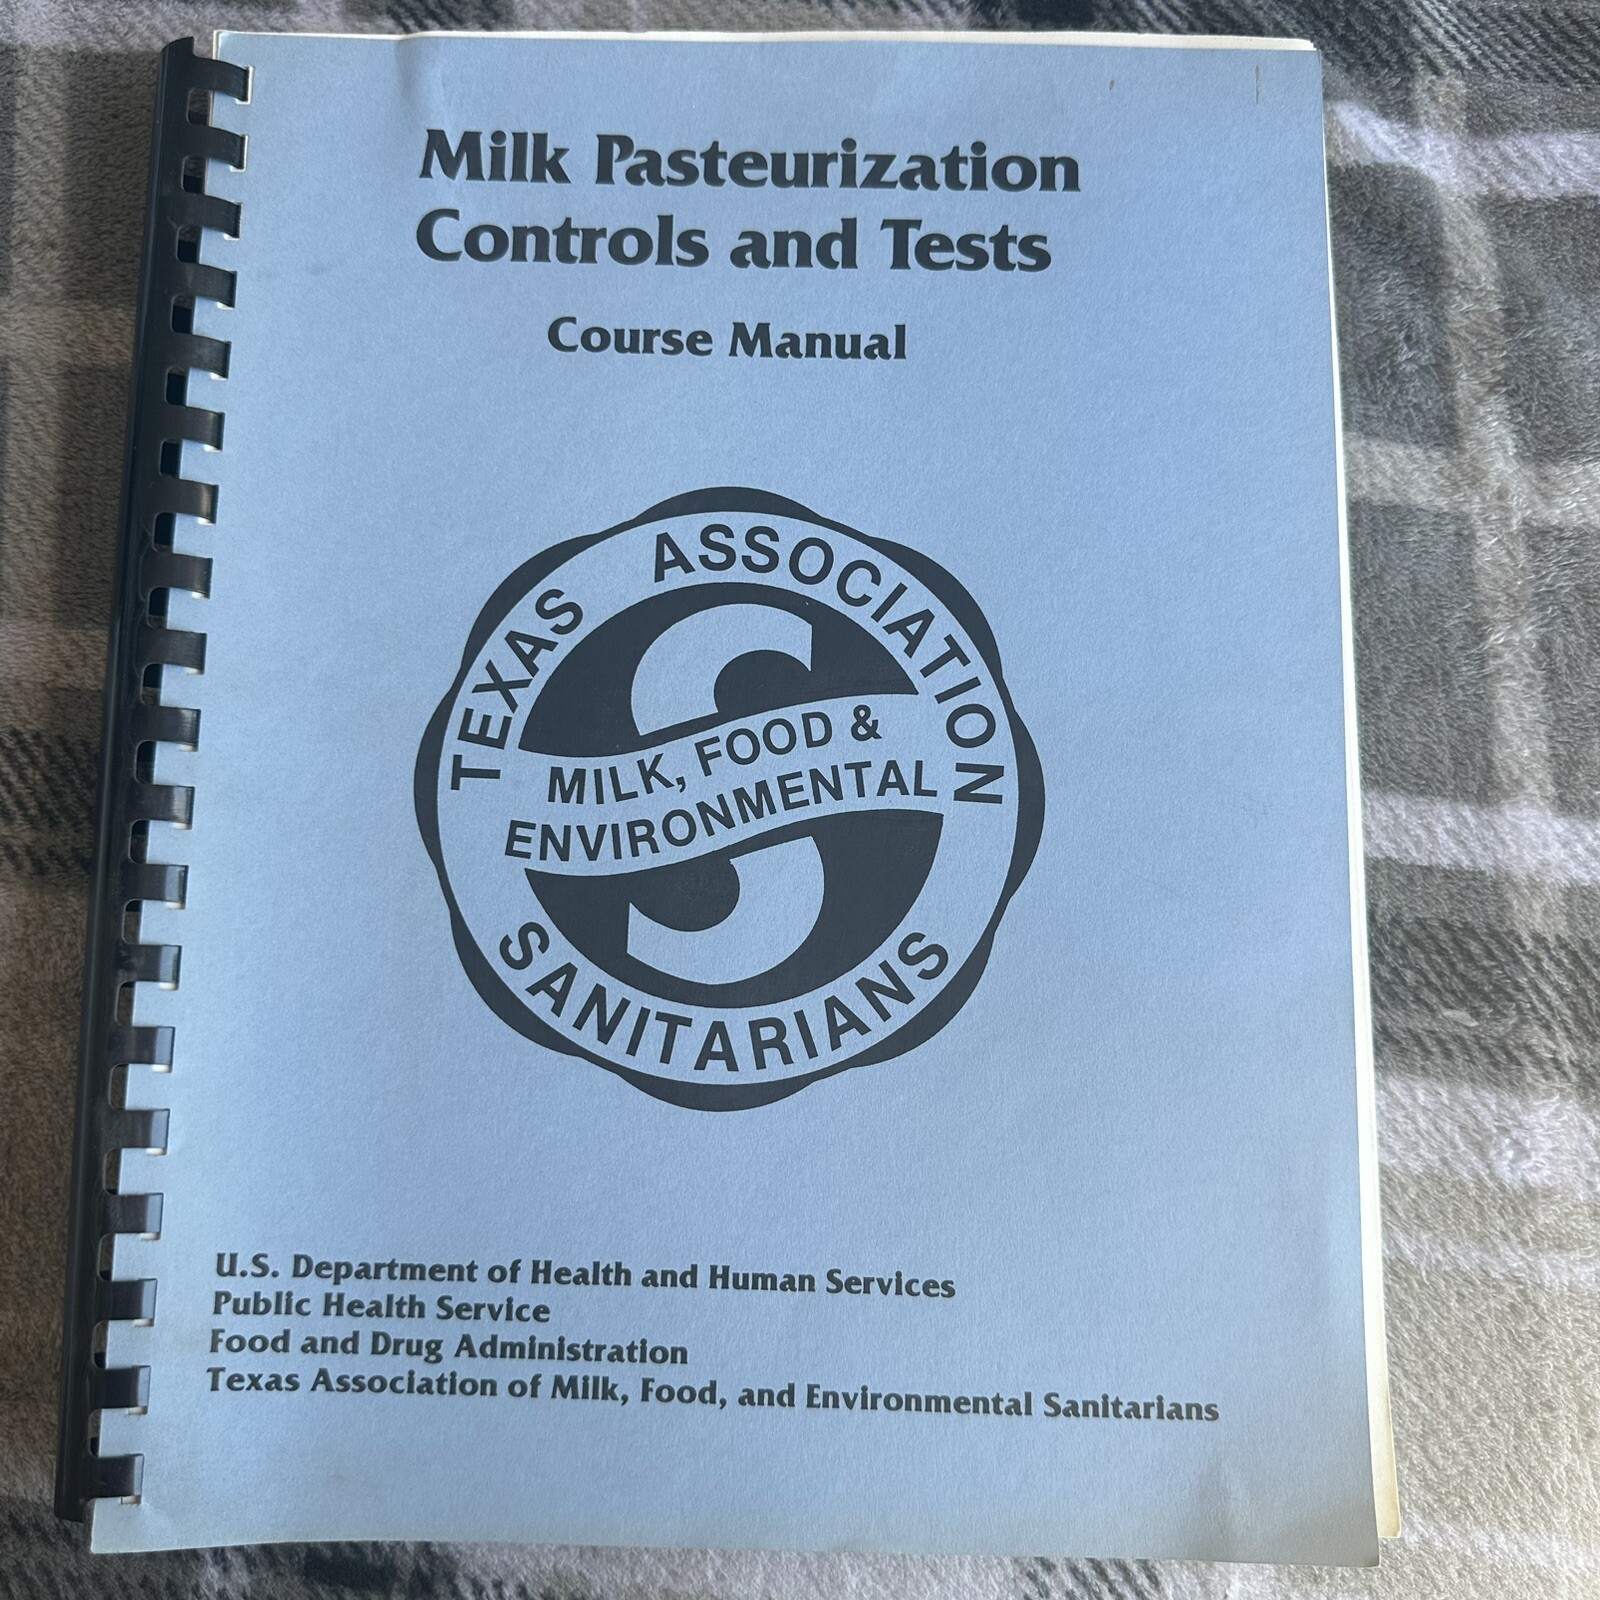 Milk Pasteurization
Controls and Tests
Course Manual
TEXAS ASSOCIATION
MILK, FOOD &
ENVIRONMENTAL
SANITARIANS
U.S. Department of Health and Human Services
Public Health Service
Food and Drug Administration
Texas Association of Milk, Food, and Environmental Sanitarians